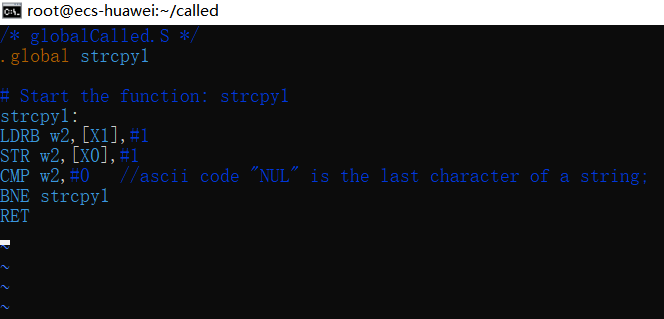 root@ecs-huawei:~/called
/* globalCalled.S */
.global strcpy1

# Start the function: strcpy1
strcpy1:
LDRB w2,[X1],#1
STR w2,[X0],#1
CMP w2,#0   //ascii code "NUL" is the last character of a string;
BNE strcpy1
RET

~
~
~
~